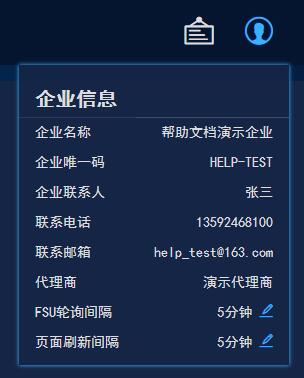 企业信息
企业名称 帮助文档演示企业
企业唯一码 HELP-TEST
企业联系人 张三
联系电话 13592468100
联系邮箱 help_test@163.com
代理商 演示代理商
FSU轮询间隔 5分钟
页面刷新间隔 5分钟